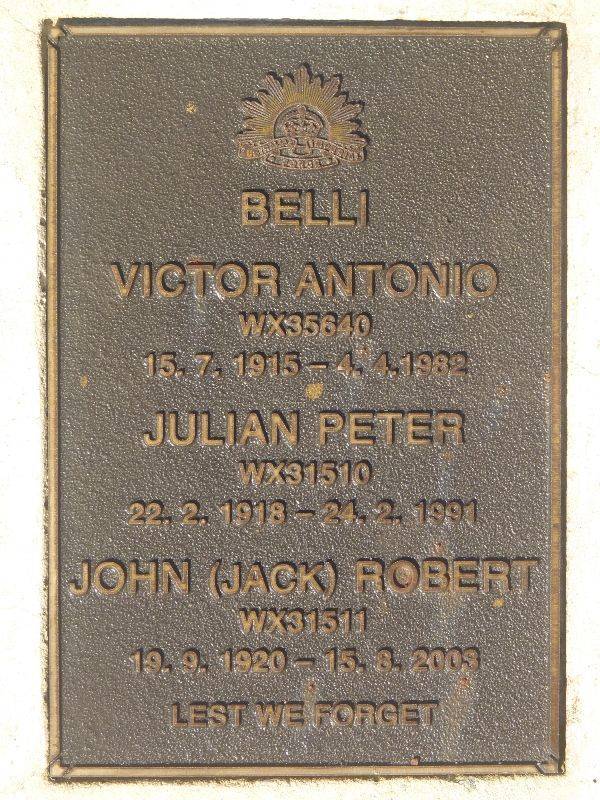 BELLI
VICTOR ANTONIO
WX35640
15. 7. 1915 – 4. 4.1982
JULIAN PETER
WX31510
22. 2. 1918 – 24. 2. 1991
JOHN (JACK) ROBERT
WX31511
19. 9. 1920 – 15. 8. 2003
LEST WE FORGET